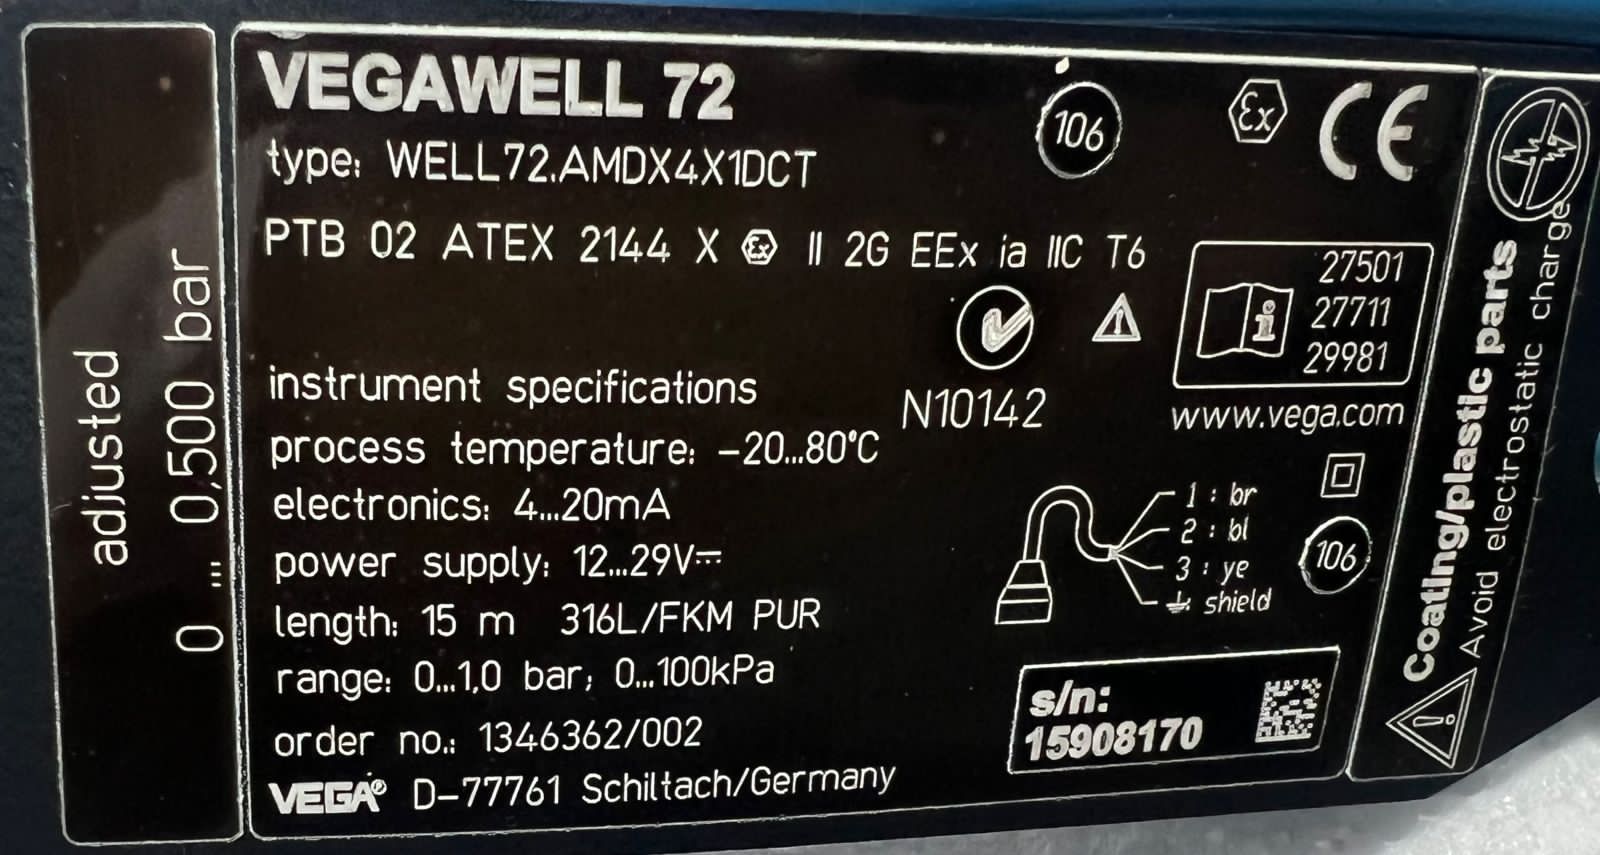 adjusted
0 ... 0,500 bar
VEGAWELL 72
type: WELL72.AMDX4X1DCT
106
Ex
CE
PTB 02 ATEX 2144 X Ex II 2G EEx ia IIC T6
27501
27711
29981
i
N10142
www.vega.com
instrument specifications
process temperature: -20...80°C
electronics: 4...20mA
power supply: 12...29V⎓
length: 15 m 316L/FKM PUR
range: 0...1,0 bar; 0...100kPa
order no.: 1346362/002
VEGA® D-77761 Schiltach/Germany
1 : br
2 : bl
3 : ye
shield
106
s/n:
15908170
Coating/plastic parts
Avoid electrostatic charge